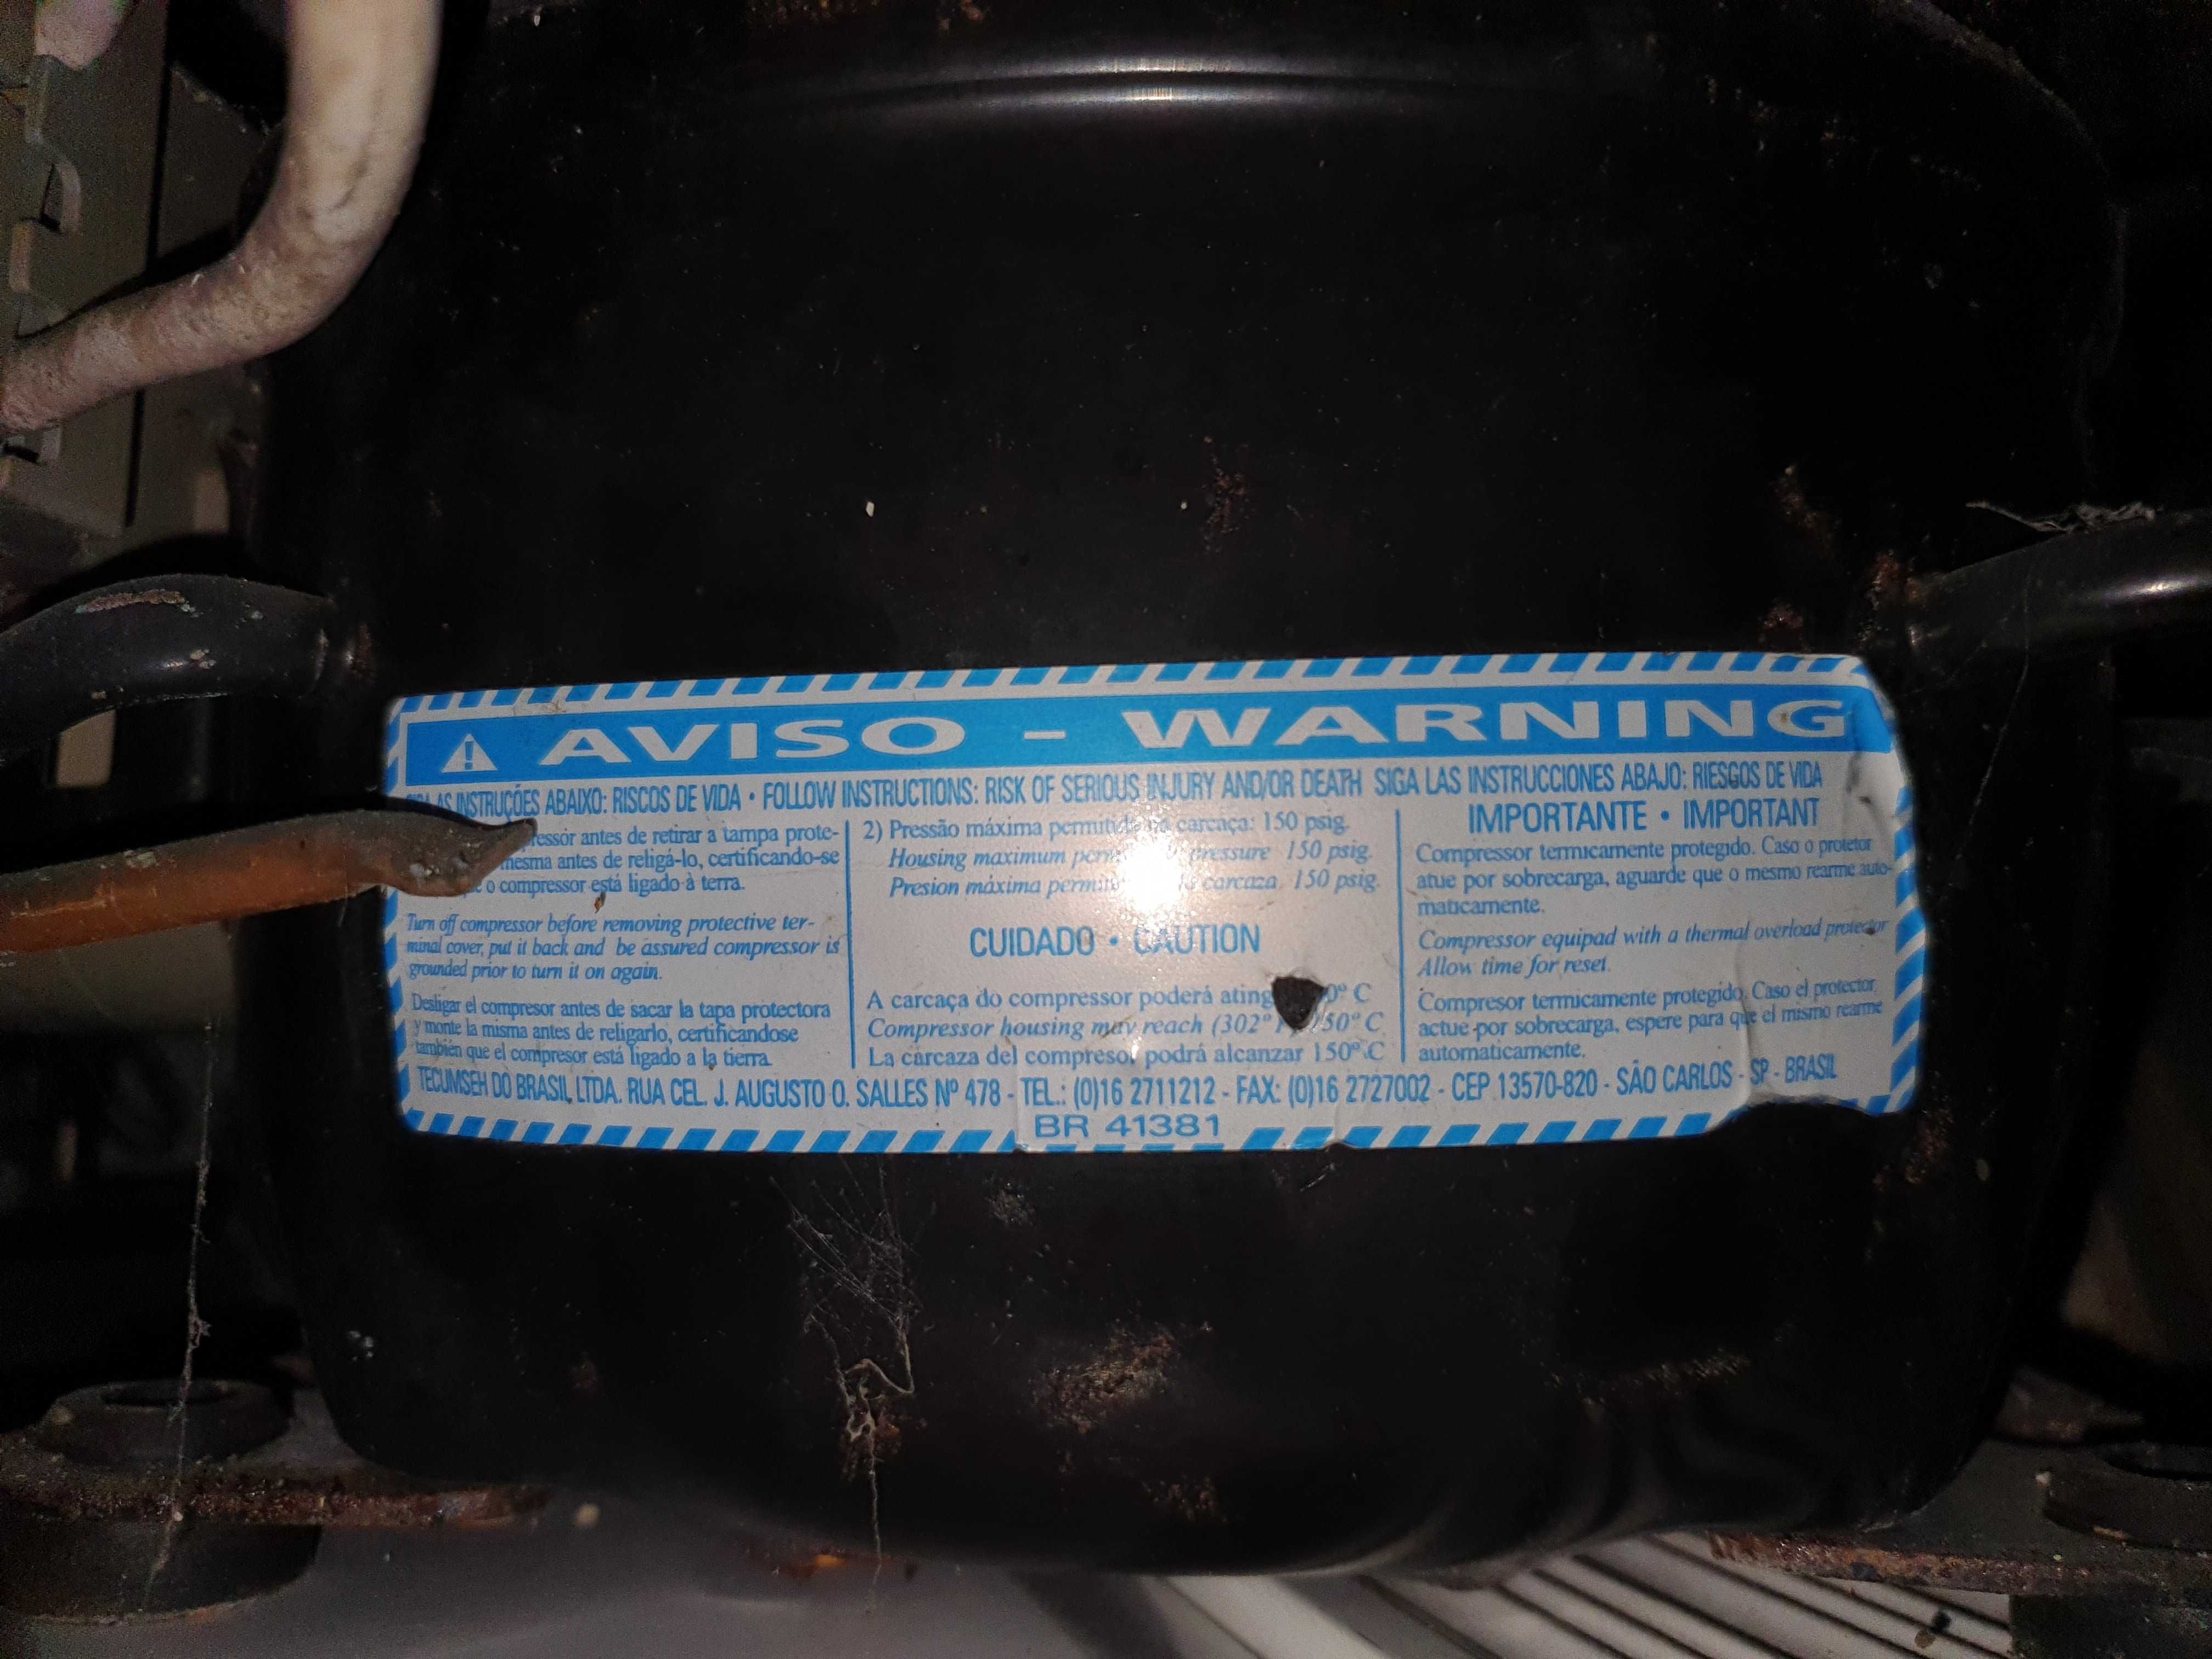 AVISO - WARNING
AS INSTRUÇÕES ABAIXO: RISCOS DE VIDA • FOLLOW INSTRUCTIONS: RISK OF SERIOUS INJURY AND/OR DEATH SIGA LAS INSTRUCCIONES ABAJO: RIESGOS DE VIDA
antes de retirar a tampa prote-
antes de religá-lo, certificando-se
o compressor está ligado à terra.
Turn off compressor before removing protective ter-
minal cover, put it back and be assured compressor is
grounded prior to turn it on again.
Desligar el compresor antes de sacar la tapa protectora
y monte la misma antes de religarlo, certificandose
también que el compresor está ligado a la tierra.
2) Pressão máxima carcaça: 150 psig.
Housing maximum pressure 150 psig.
Presion máxima carcaza 150 psig.
CUIDADO • CAUTION
A carcaça do compressor poderá C
Compressor housing may reach (302° C
La carcaza del compresor podrá alcanzar 150° C
IMPORTANTE • IMPORTANT
Compressor termicamente protegido. Caso o protetor
atue por sobrecarga, aguarde que o mesmo rearme auto-
maticamente.
Compressor equipad with a thermal overload protector
Allow time for reset.
Compresor termicamente protegido. Caso el protector
actue por sobrecarga, espere para que el mismo rearme
automaticamente.
TECUMSEH DO BRASIL LTDA. RUA CEL. J. AUGUSTO O. SALLES Nº 478 - TEL.: (0)16 2711212 - FAX: (0)16 2727002 - CEP 13570-820 - SÃO CARLOS - SP - BRASIL
BR 41381